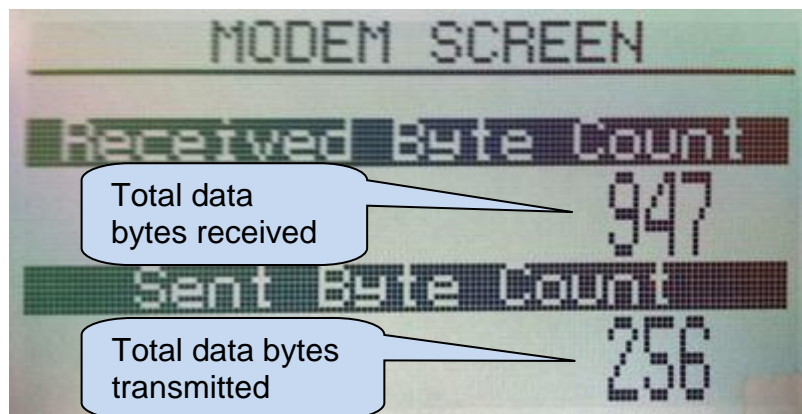 MODEM SCREEN
Received Byte Count
Total data
bytes received
947
Sent Byte Count
Total data bytes
transmitted
256